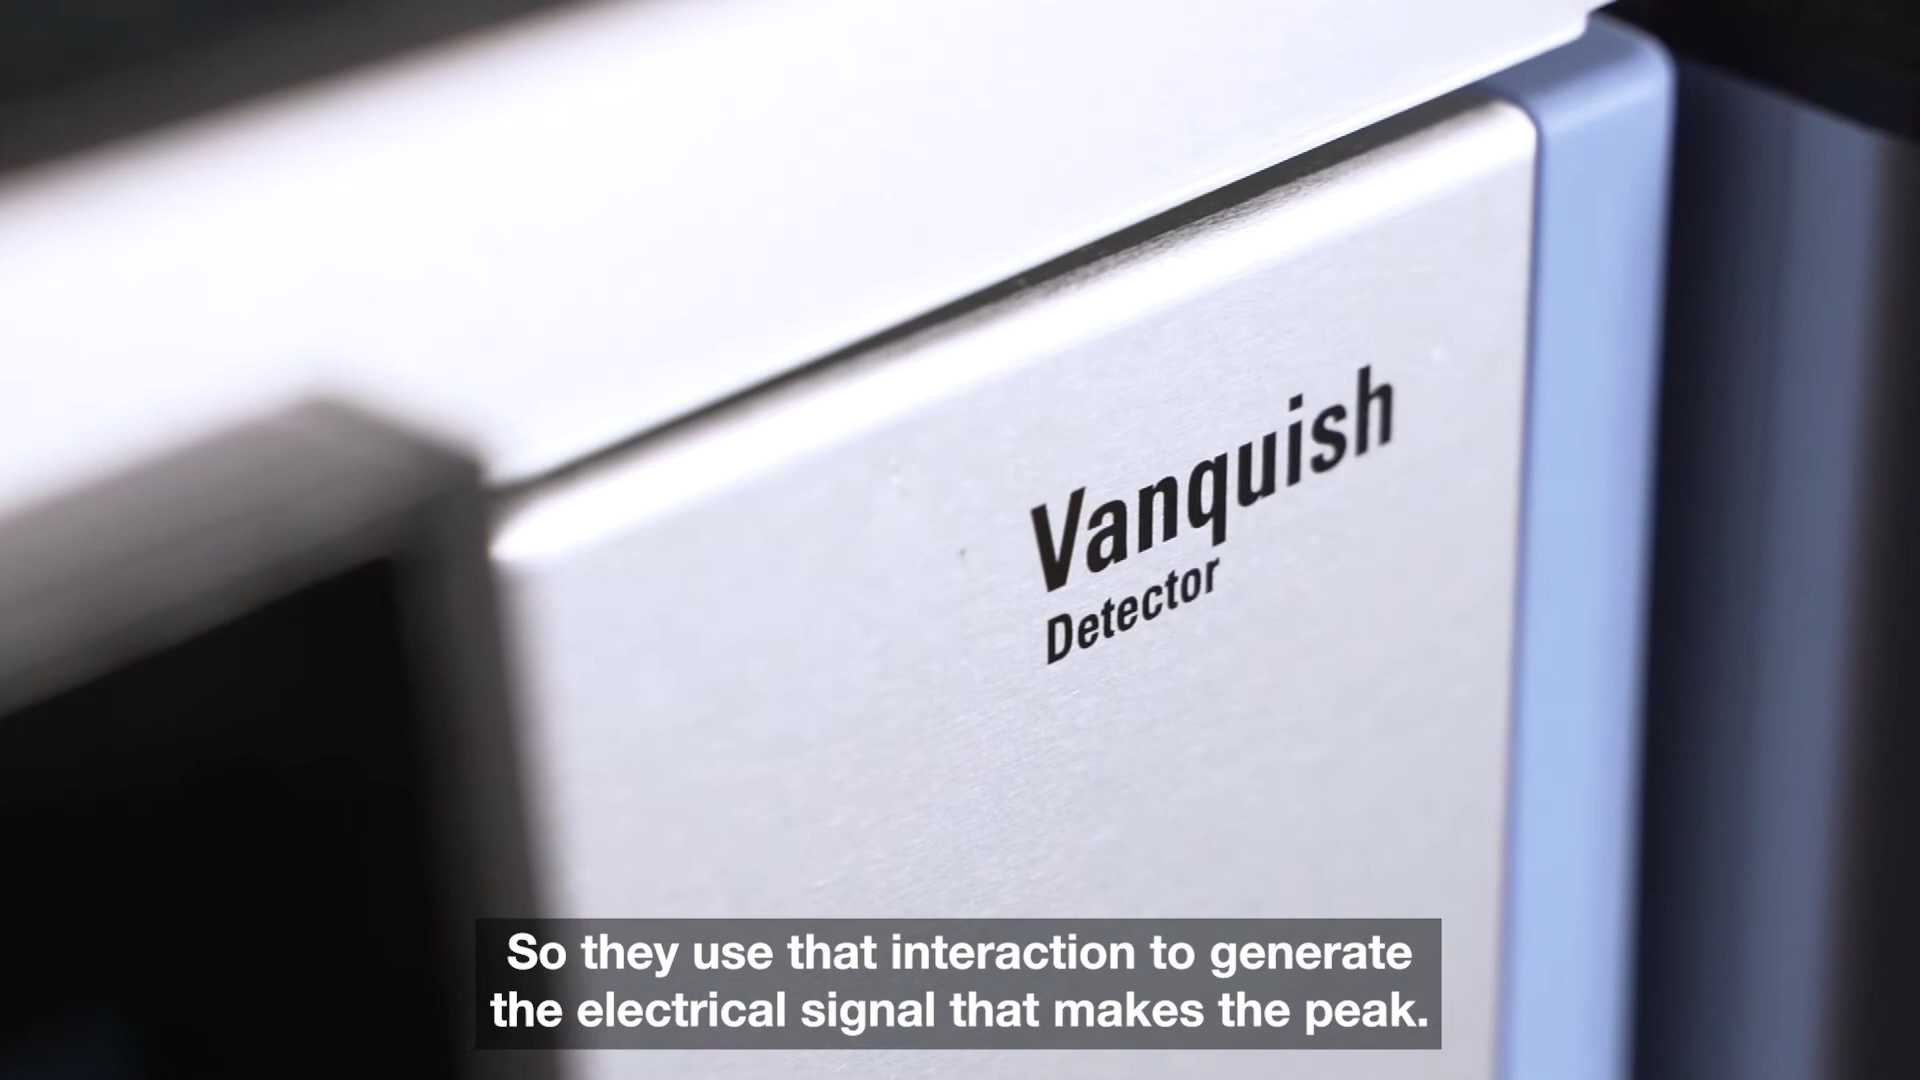 Vanquish
Detector
So they use that interaction to generate
the electrical signal that makes the peak.